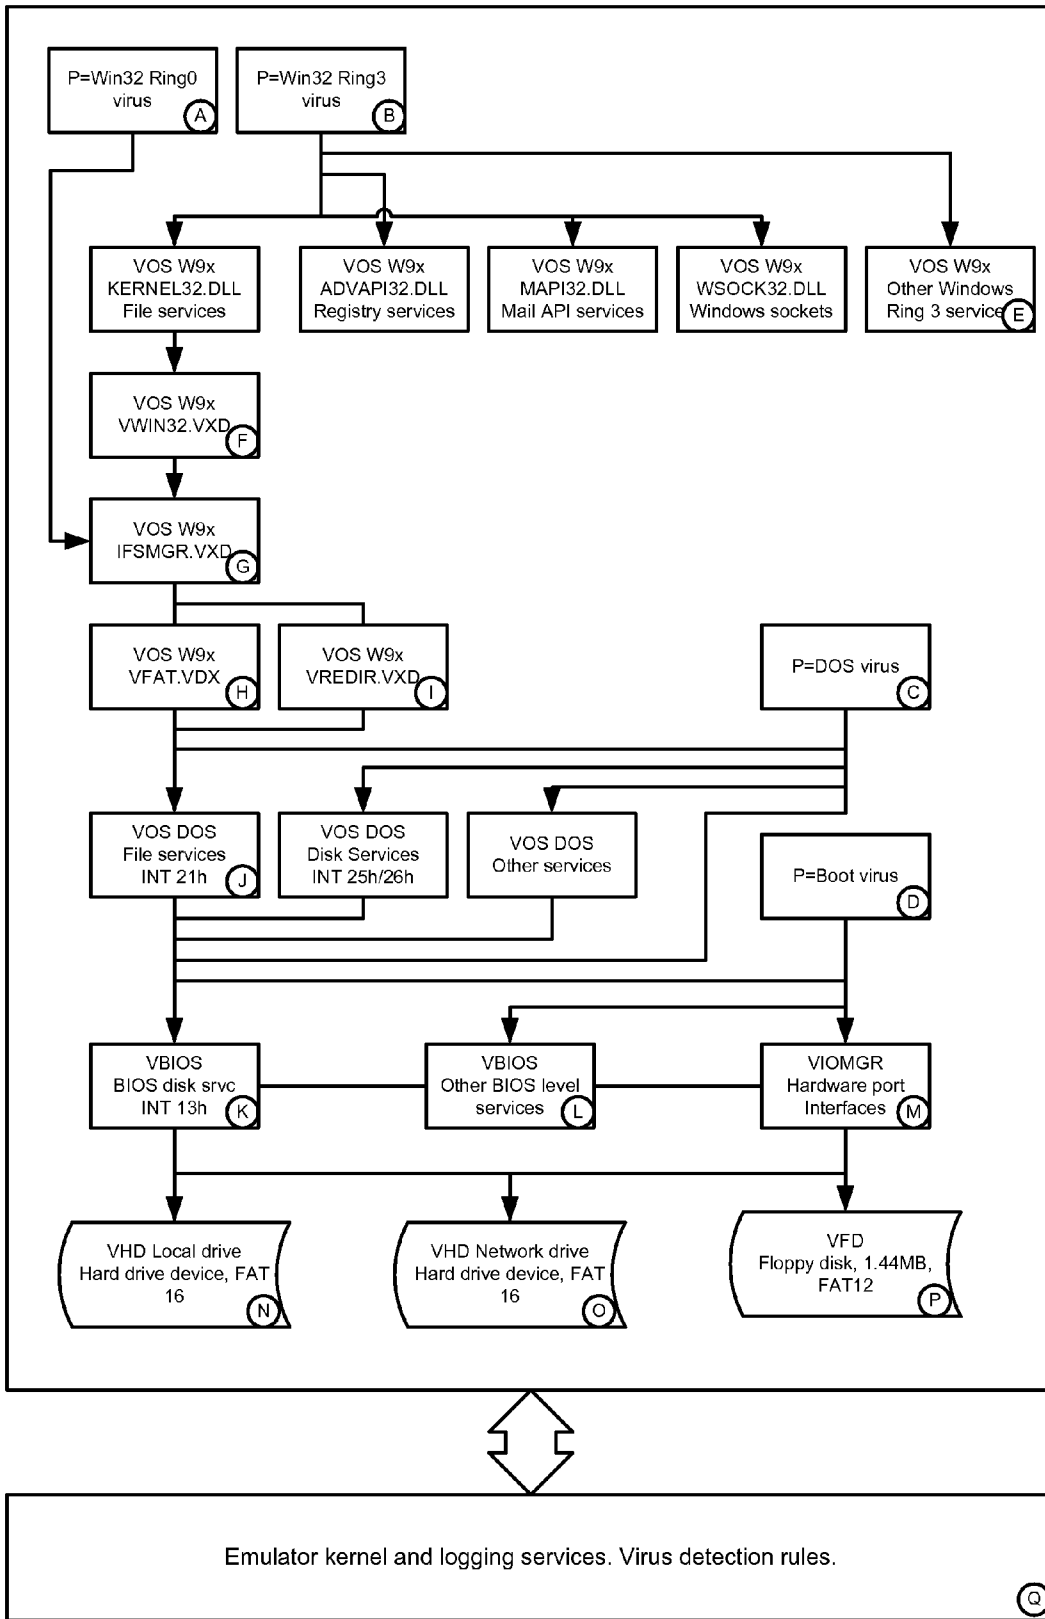 P=Win32 Ring0
virus
A
P=Win32 Ring3
virus
B
VOS W9x
KERNEL32.DLL
File services
VOS W9x
ADVAPI32.DLL
Registry services
VOS W9x
MAPI32.DLL
Mail API services
VOS W9x
WSOCK32.DLL
Windows sockets
VOS W9x
Other Windows
Ring 3 service
E
VOS W9x
VWIN32.VXD
F
VOS W9x
IFSMGR.VXD
G
VOS W9x
VFAT.VDX
H
VOS W9x
VREDIR.VXD
I
P=DOS virus
C
VOS DOS
File services
INT 21h
J
VOS DOS
Disk Services
INT 25h/26h
VOS DOS
Other services
P=Boot virus
D
VBIOS
BIOS disk srvc
INT 13h
K
VBIOS
Other BIOS level
services
L
VIOMGR
Hardware port
Interfaces
M
VHD Local drive
Hard drive device, FAT
16
N
VHD Network drive
Hard drive device, FAT
16
O
VFD
Floppy disk, 1.44MB,
FAT12
P
Emulator kernel and logging services. Virus detection rules.
Q